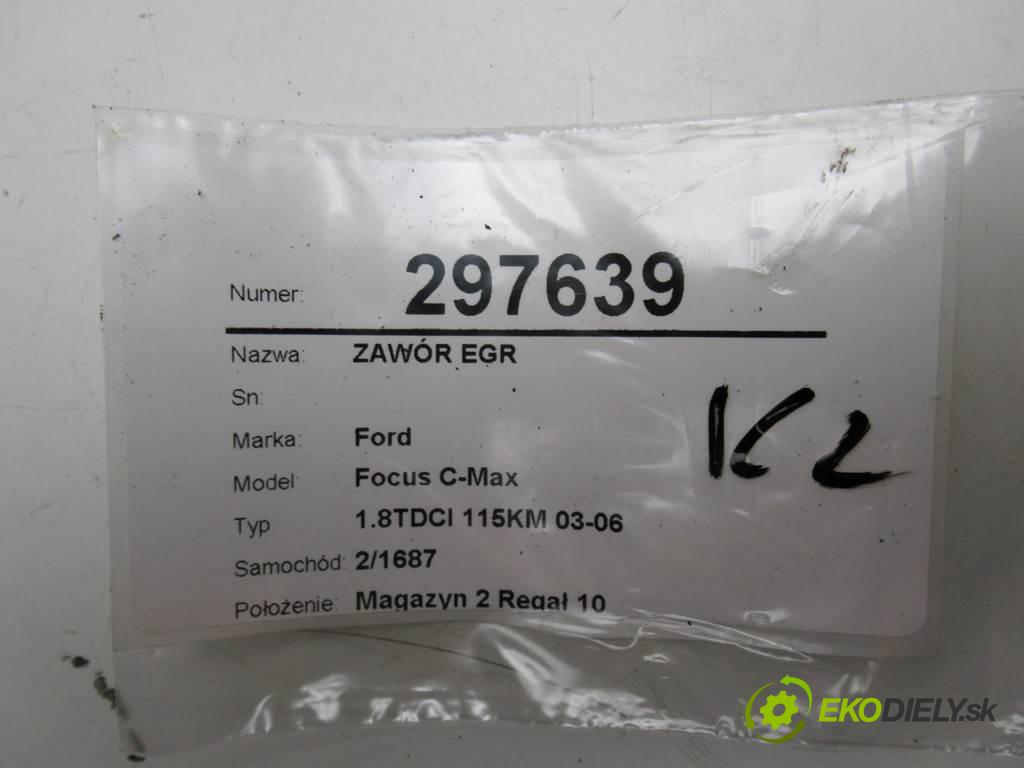 Numer: 297639
Nazwa: ZAWÓR EGR
Sn:
Marka: Ford
Model: Focus C-Max
Typ 1.8TDCI 115KM 03-06
Samochód: 2/1687
Położenie: Magazyn 2 Regał 10
K2
EKODIELY.sk